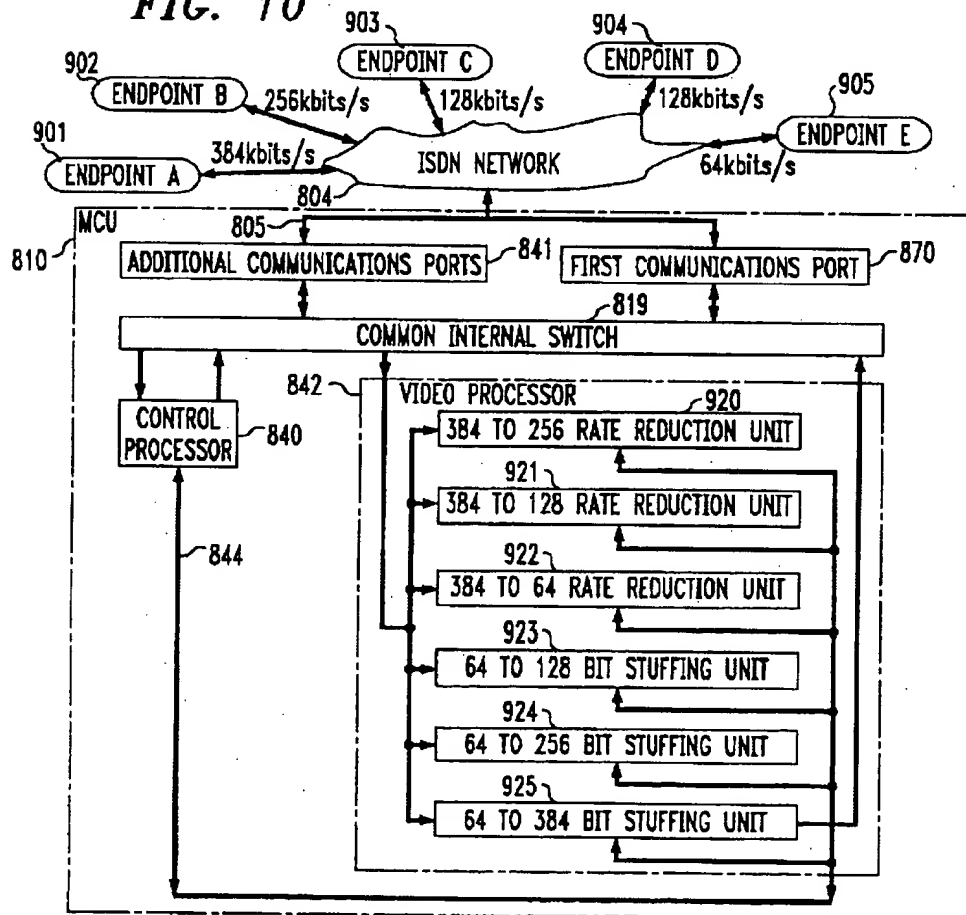 FIG. 10
903
904
902
ENDPOINT C
ENDPOINT D
905
ENDPOINT B
256kbits/s
128kbits/s
128kbits/s
901
384kbits/s
ISDN NETWORK
ENDPOINT E
ENDPOINT A
64kbits/s
804
MCU
805
810
841
870
ADDITIONAL COMMUNICATIONS PORTS
FIRST COMMUNICATIONS PORT
819
COMMON INTERNAL SWITCH
842
VIDEO PROCESSOR
920
CONTROL PROCESSOR
840
384 TO 256 RATE REDUCTION UNIT
921
384 TO 128 RATE REDUCTION UNIT
844
922
384 TO 64 RATE REDUCTION UNIT
923
64 TO 128 BIT STUFFING UNIT
924
64 TO 256 BIT STUFFING UNIT
925
64 TO 384 BIT STUFFING UNIT